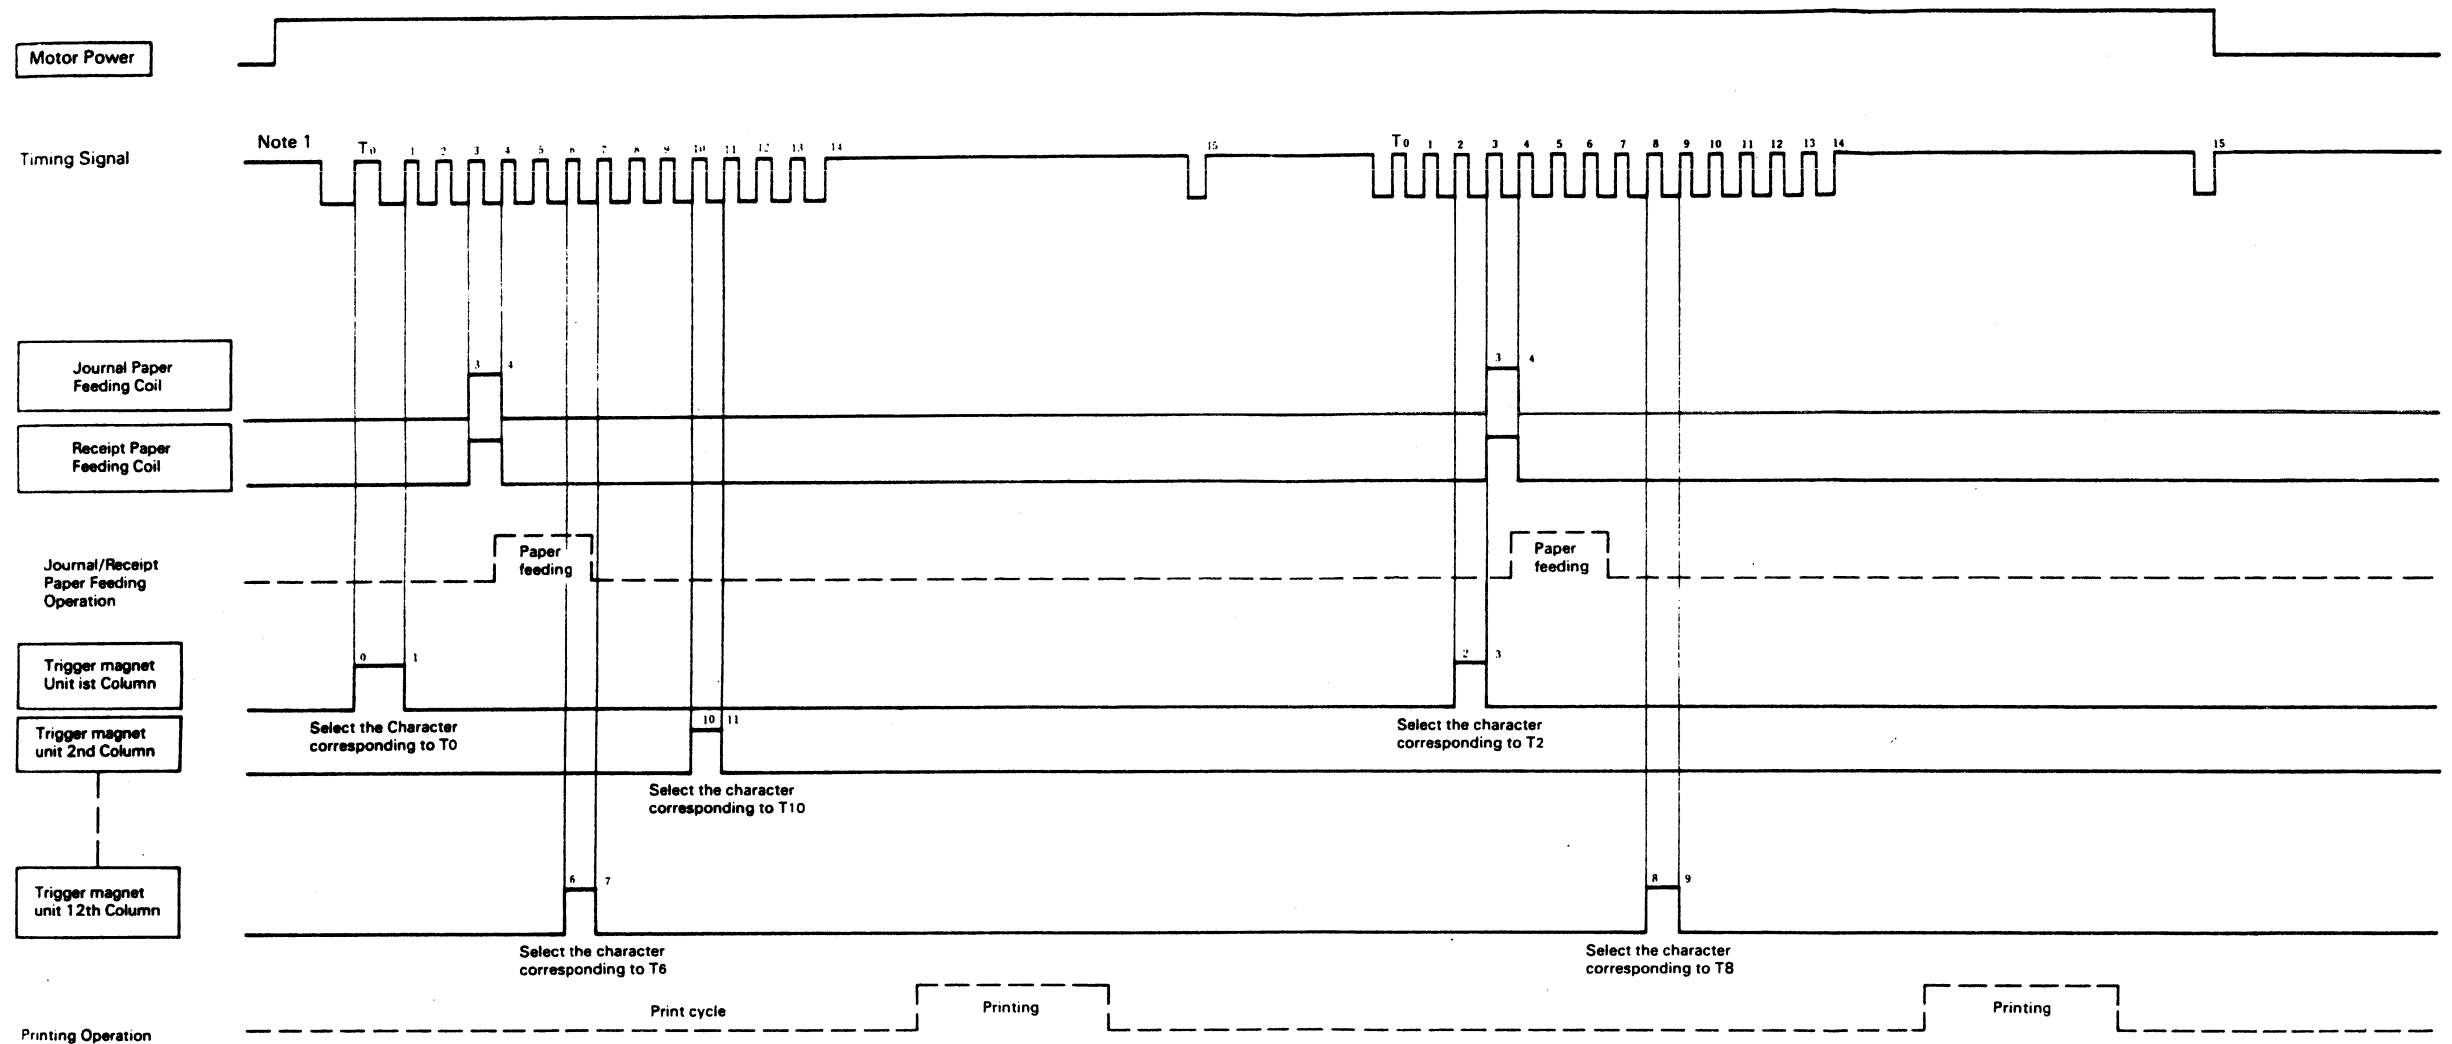 Motor Power
Note 1
Timing Signal
T0 1 2 3 4 5 6 7 8 9 10 11 12 13 14 15
T0 1 2 3 4 5 6 7 8 9 10 11 12 13 14 15
Journal Paper
Feeding Coil
3 4
3 4
Receipt Paper
Feeding Coil
Journal/Receipt
Paper Feeding
Operation
Paper
feeding
Paper
feeding
Trigger magnet
Unit ist Column
0 1
2 3
Select the Character
corresponding to T0
Select the character
corresponding to T2
Trigger magnet
unit 2nd Column
10 11
Select the character
corresponding to T10
Trigger magnet
unit 12th Column
6 7
8 9
Select the character
corresponding to T6
Select the character
corresponding to T8
Printing Operation
Print cycle
Printing
Printing